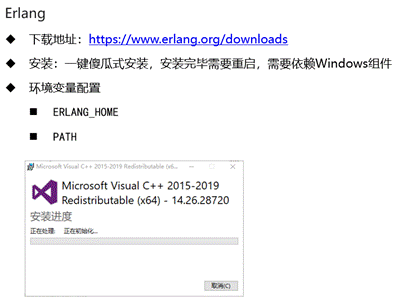 Erlang
◆ 下载地址：https://www.erlang.org/downloads
◆ 安装：一键傻瓜式安装，安装完毕需要重启，需要依赖Windows组件
◆ 环境变量配置
■ ERLANG_HOME
■ PATH
Microsoft Visual C++ 2015-2019 Redistributable (x6...
Microsoft Visual C++ 2015-2019
Redistributable (x64) - 14.26.28720
安装进度
正在处理: 正在初始化...
取消(C)